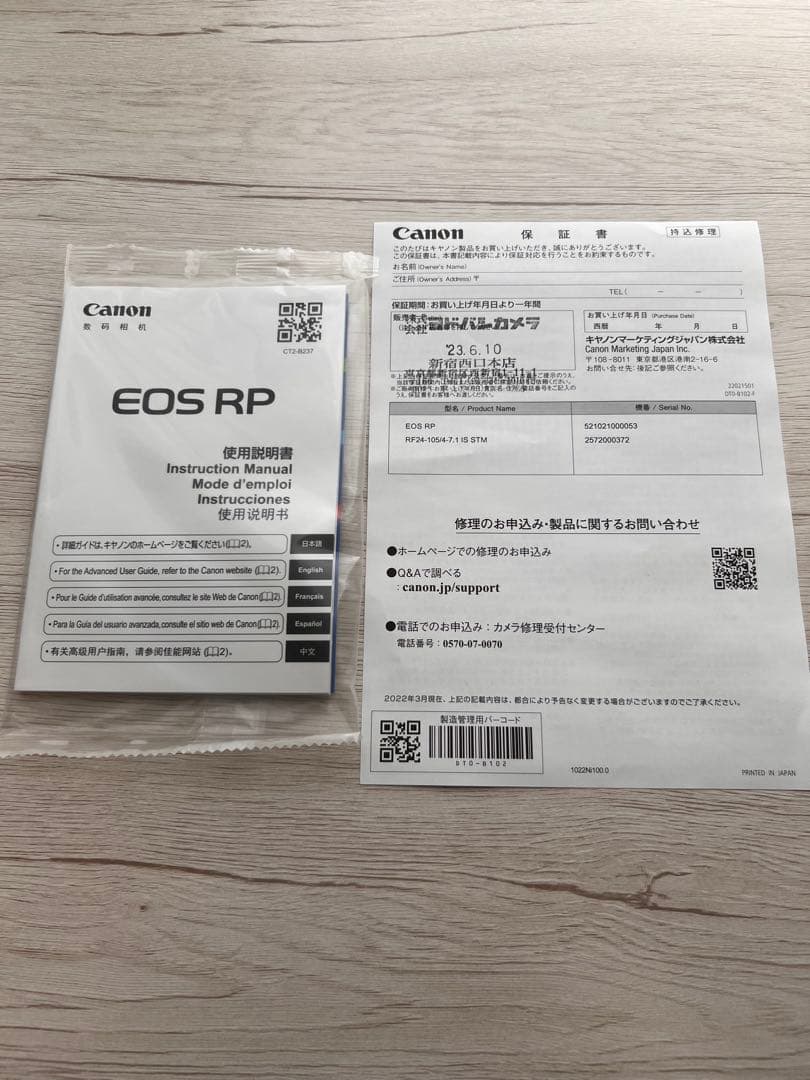 Canon
数码相机
CT2-B237
EOS RP
使用説明書
Instruction Manual
Mode d'emploi
Instrucciones
使用说明书
• 詳細ガイドは、キヤノンのホームページをご覧ください(2)。
日本語
• For the Advanced User Guide, refer to the Canon website (2).
English
• Pour le Guide d'utilisation avancée, consultez le site Web de Canon(2).
Français
• Para la Guía del usuario avanzada, consulte el sitio web de Canon(2).
Español
• 有关高级用户指南，请参阅佳能网站 (2)。
中文
Canon 保証書 持込修理
このたびはキヤノン製品をお買い上げいただき、誠にありがとうございます。
この保証書は、本書記載内容により保証対応を行うことをお約束するものです。
お名前(Owner's Name)
ご住所(Owner's Address) 〒
TEL( – – )
保証期間：お買い上げ年月日より一年間
株式会社ヨドバシカメラ
'23.6.10
新宿西口本店
お買い上げ年月日 (Purchase Date)
西暦 年 月 日
キヤノンマーケティングジャパン株式会社
Canon Marketing Japan Inc.
〒108-8011 東京都港区港南2-16-6
お問い合せ先：後記ご参照ください。
22021S01
DT0-B102-F
型名 / Product Name 機番 / Serial No.
EOS RP 521021000053
RF24-105/4-7.1 IS STM 2572000372
修理のお申込み・製品に関するお問い合わせ
●ホームページでの修理のお申込み
●Q&Aで調べる
：canon.jp/support
●電話でのお申込み：カメラ修理受付センター
電話番号：0570-07-0070
2022年3月現在、上記の記載内容は、都合により予告なく変更する場合がございますのでご了承ください。
製造管理用バーコード
DT0-B102
1022Ni100.0
PRINTED IN JAPAN